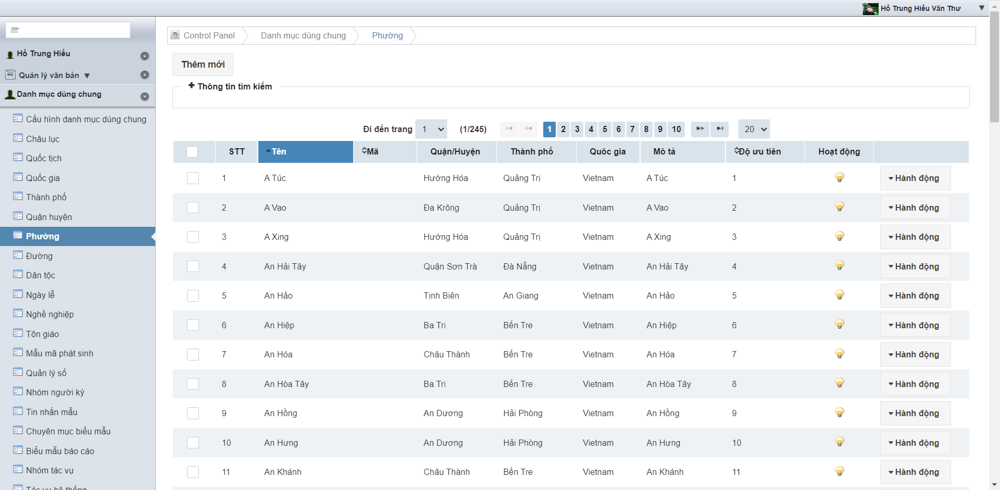 Hồ Trung Hiếu Văn Thư
Hồ Trung Hiếu
Quản lý văn bản
Danh mục dùng chung
Cấu hình danh mục dùng chung
Châu lục
Quốc tịch
Quốc gia
Thành phố
Quận huyện
Phường
Đường
Dân tộc
Ngày lễ
Nghề nghiệp
Tôn giáo
Mẫu mã phát sinh
Quản lý số
Nhóm người ký
Tin nhắn mẫu
Chuyên mục biểu mẫu
Biểu mẫu báo cáo
Nhóm tác vụ
Tác vụ hệ thống
Control Panel Danh mục dùng chung Phường
Thêm mới
Thông tin tìm kiếm
Đi đến trang 1 (1/245) 1 2 3 4 5 6 7 8 9 10 20
STT Tên Mã Quận/Huyện Thành phố Quôc gia Mô tả Độ ưu tiên Hoạt động
1 A Túc Hướng Hóa Quảng Trị Vietnam A Túc 1 Hành động
2 A Vao Đa Krông Quảng Trị Vietnam A Vao 2 Hành động
3 A Xing Hướng Hóa Quảng Trị Vietnam A Xing 3 Hành động
4 An Hải Tây Quận Sơn Trà Đà Nẵng Vietnam An Hải Tây 4 Hành động
5 An Hảo Tịnh Biên An Giang Vietnam An Hảo 5 Hành động
6 An Hiệp Ba Tri Bến Tre Vietnam An Hiệp 6 Hành động
7 An Hóa Châu Thành Bến Tre Vietnam An Hóa 7 Hành động
8 An Hòa Tây Ba Tri Bến Tre Vietnam An Hòa Tây 8 Hành động
9 An Hồng An Dương Hải Phòng Vietnam An Hồng 9 Hành động
10 An Hưng An Dương Hải Phòng Vietnam An Hưng 10 Hành động
11 An Khánh Châu Thành Bến Tre Vietnam An Khánh 11 Hành động